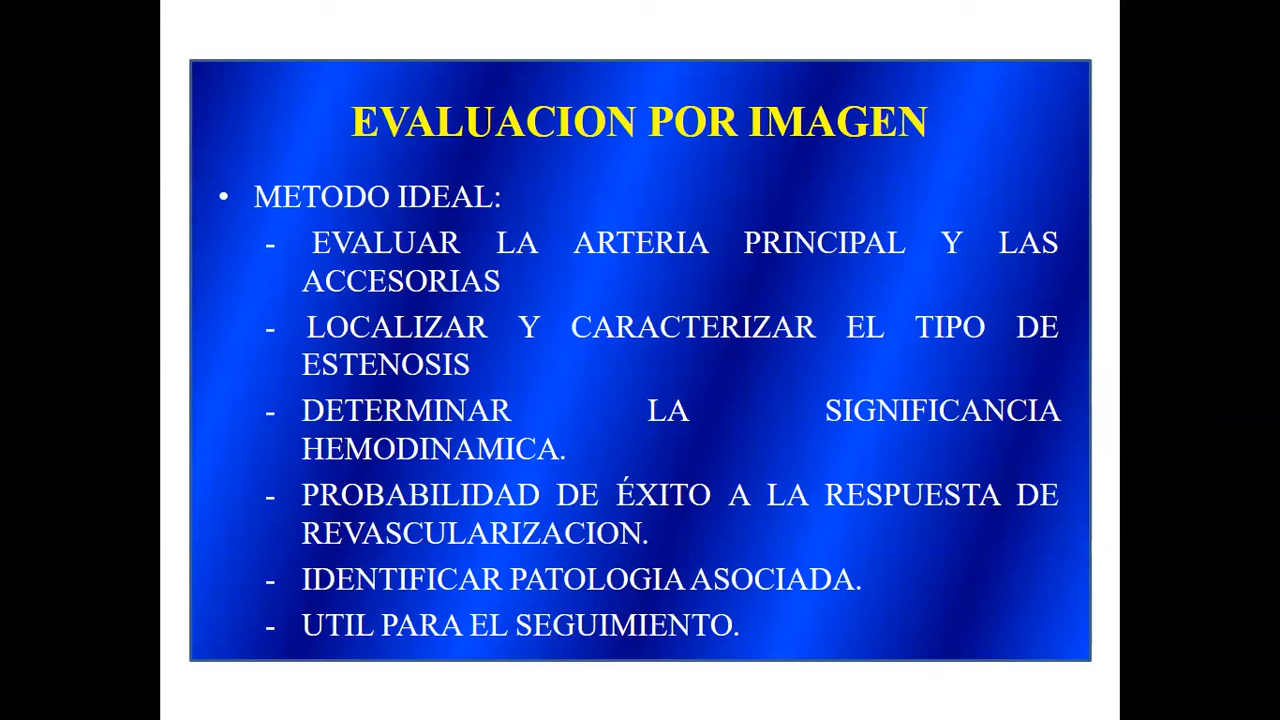 EVALUACION POR IMAGEN
• METODO IDEAL:
- EVALUAR LA ARTERIA PRINCIPAL Y LAS
ACCESORIAS
- LOCALIZAR Y CARACTERIZAR EL TIPO DE
ESTENOSIS
- DETERMINAR LA SIGNIFICANCIA
HEMODINAMICA.
- PROBABILIDAD DE ÉXITO A LA RESPUESTA DE
REVASCULARIZACION.
- IDENTIFICAR PATOLOGIA ASOCIADA.
- UTIL PARA EL SEGUIMIENTO.